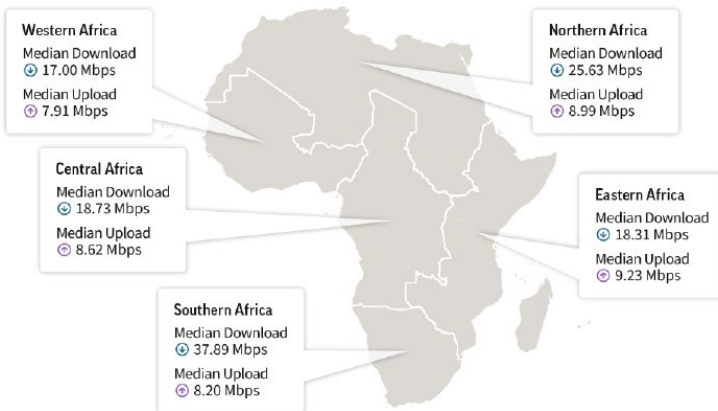 Western Africa
Median Download
17.00 Mbps
Median Upload
7.91 Mbps
Northern Africa
Median Download
25.63 Mbps
Median Upload
8.99 Mbps
Central Africa
Median Download
18.73 Mbps
Median Upload
8.62 Mbps
Eastern Africa
Median Download
18.31 Mbps
Median Upload
9.23 Mbps
Southern Africa
Median Download
37.89 Mbps
Median Upload
8.20 Mbps